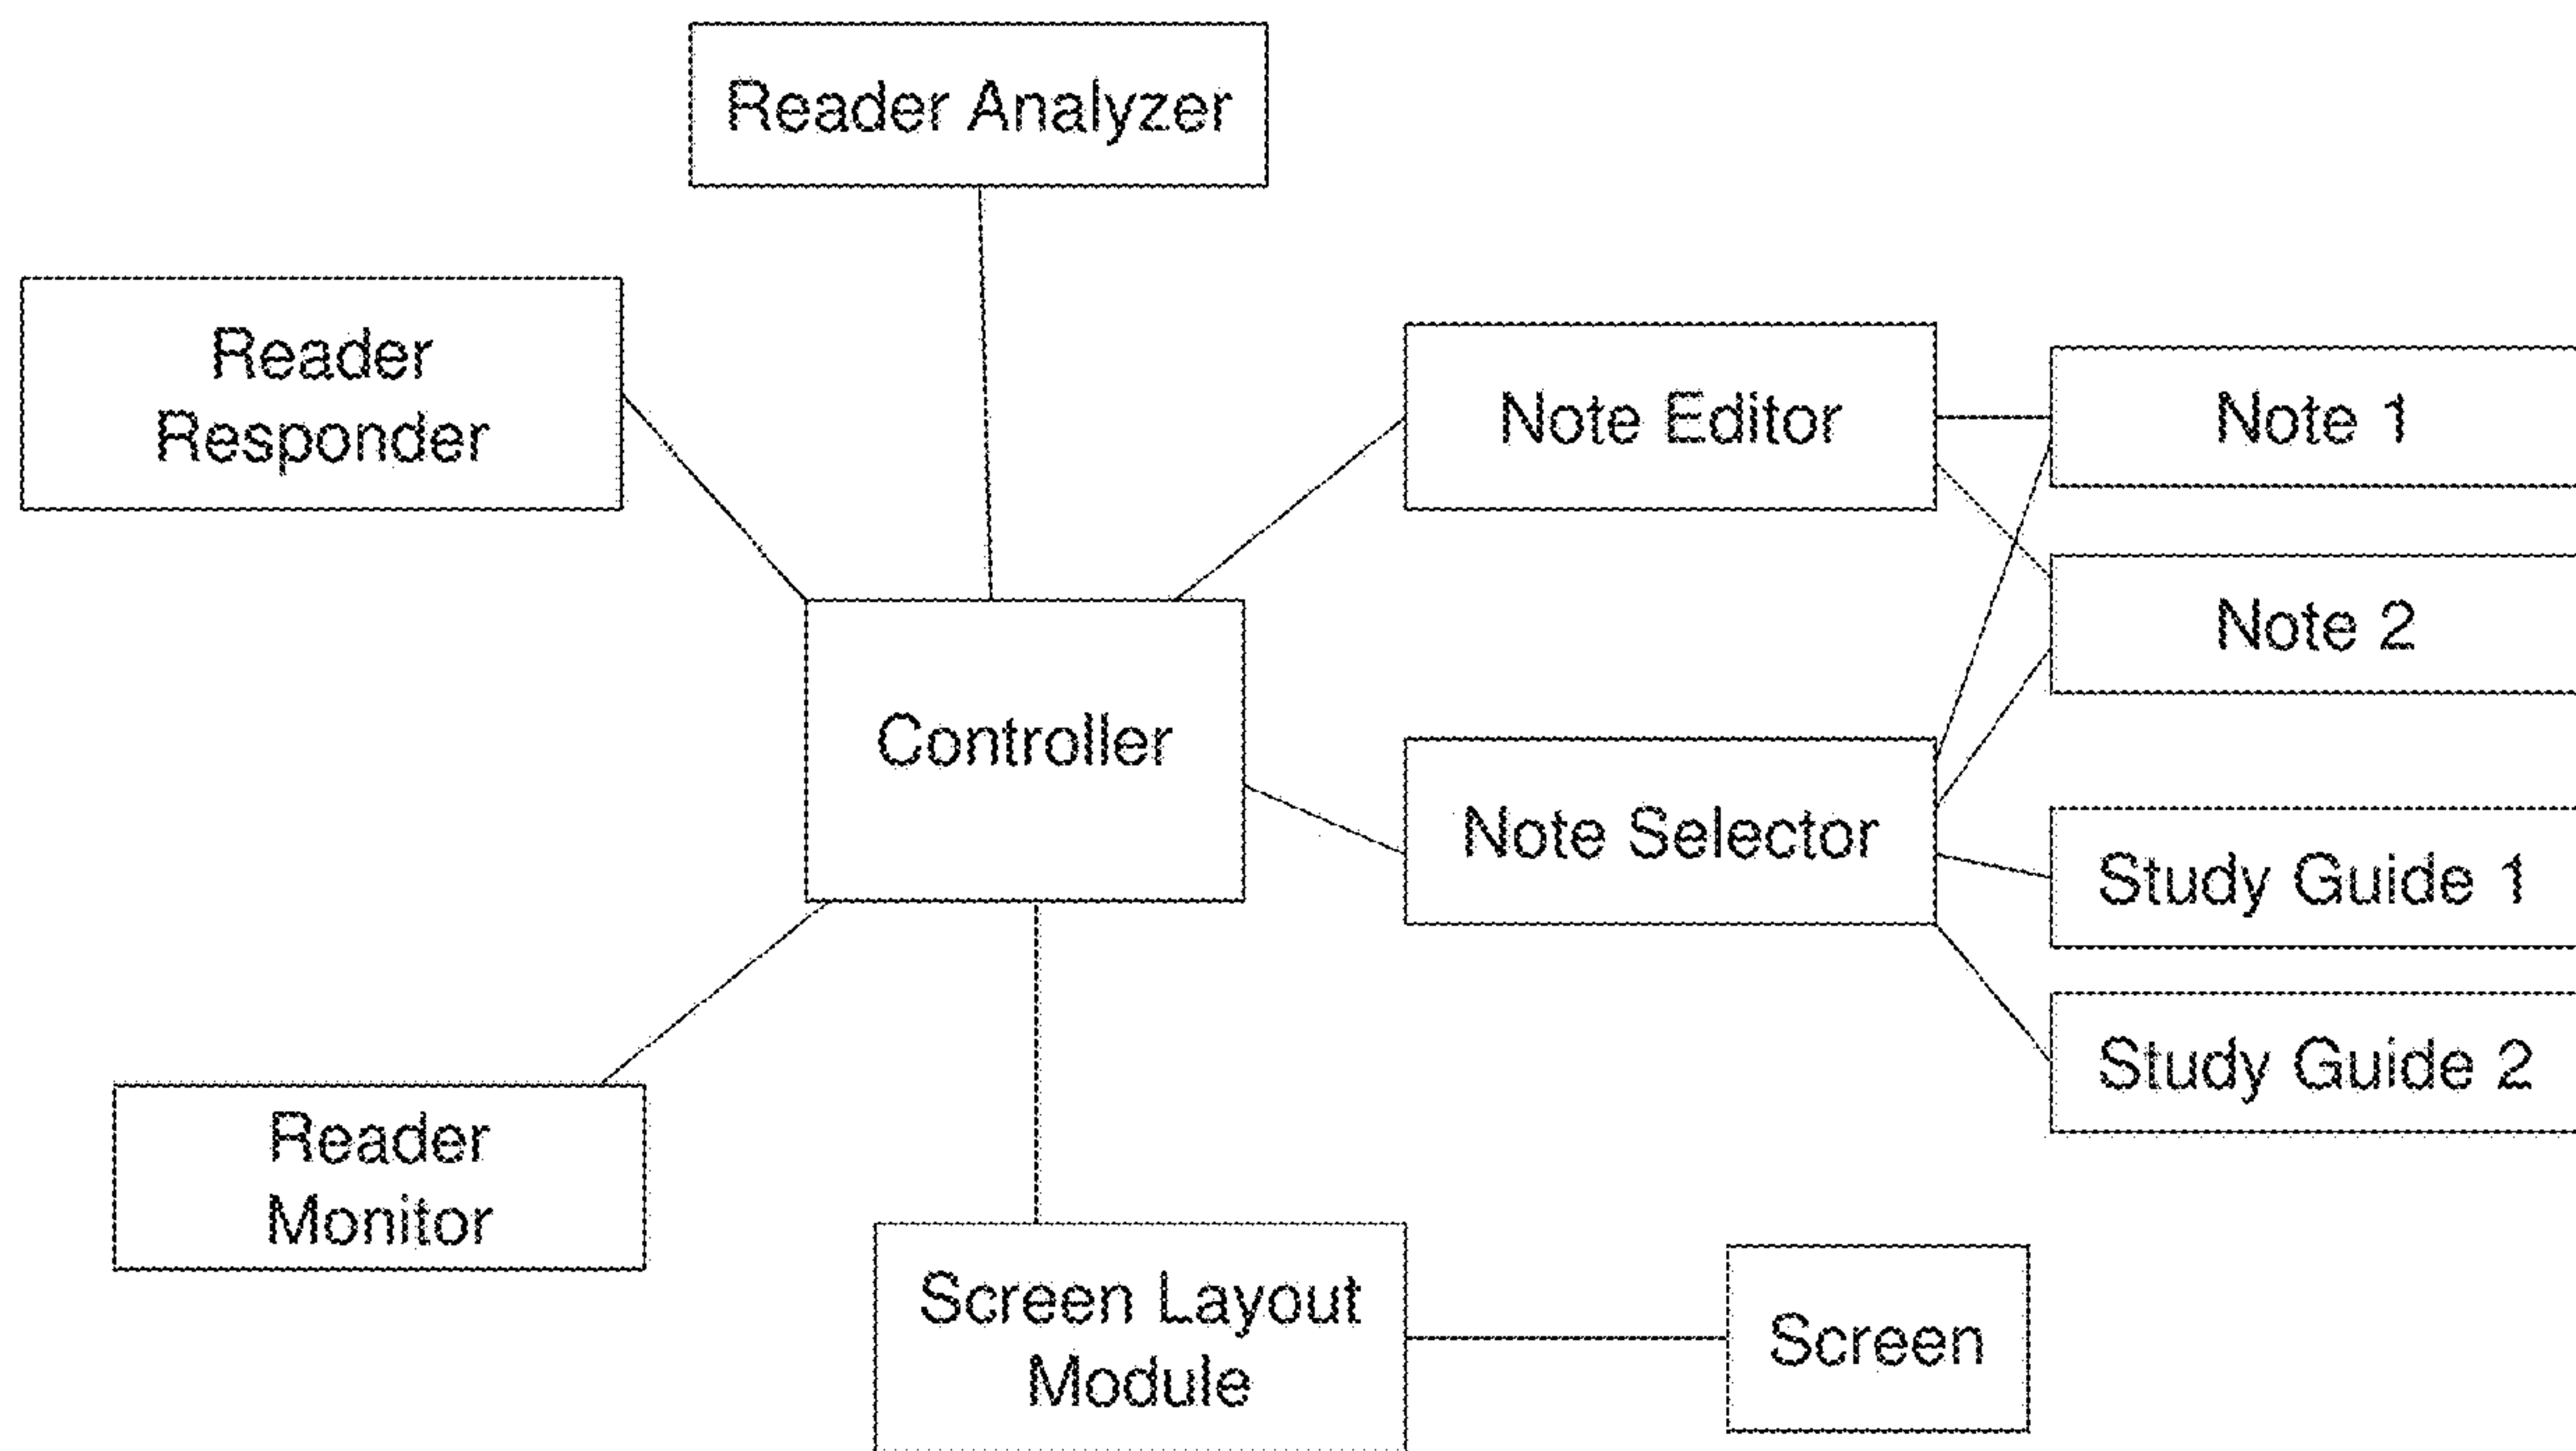 Reader Analyzer
Reader
Responder
Note Editor
Note 1
Note 2
Controller
Note Selector
Study Guide 1
Study Guide 2
Reader
Monitor
Screen Layout
Module
Screen